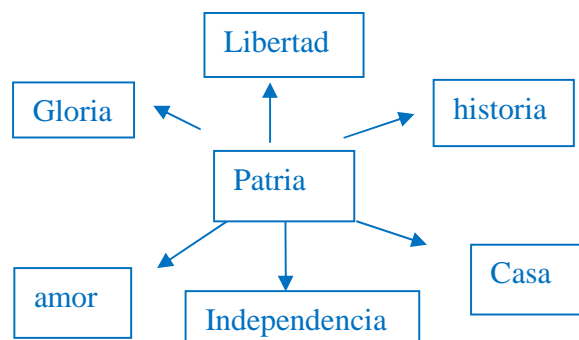 Libertad
Gloria
historia
Patria
Casa
amor
Independencia